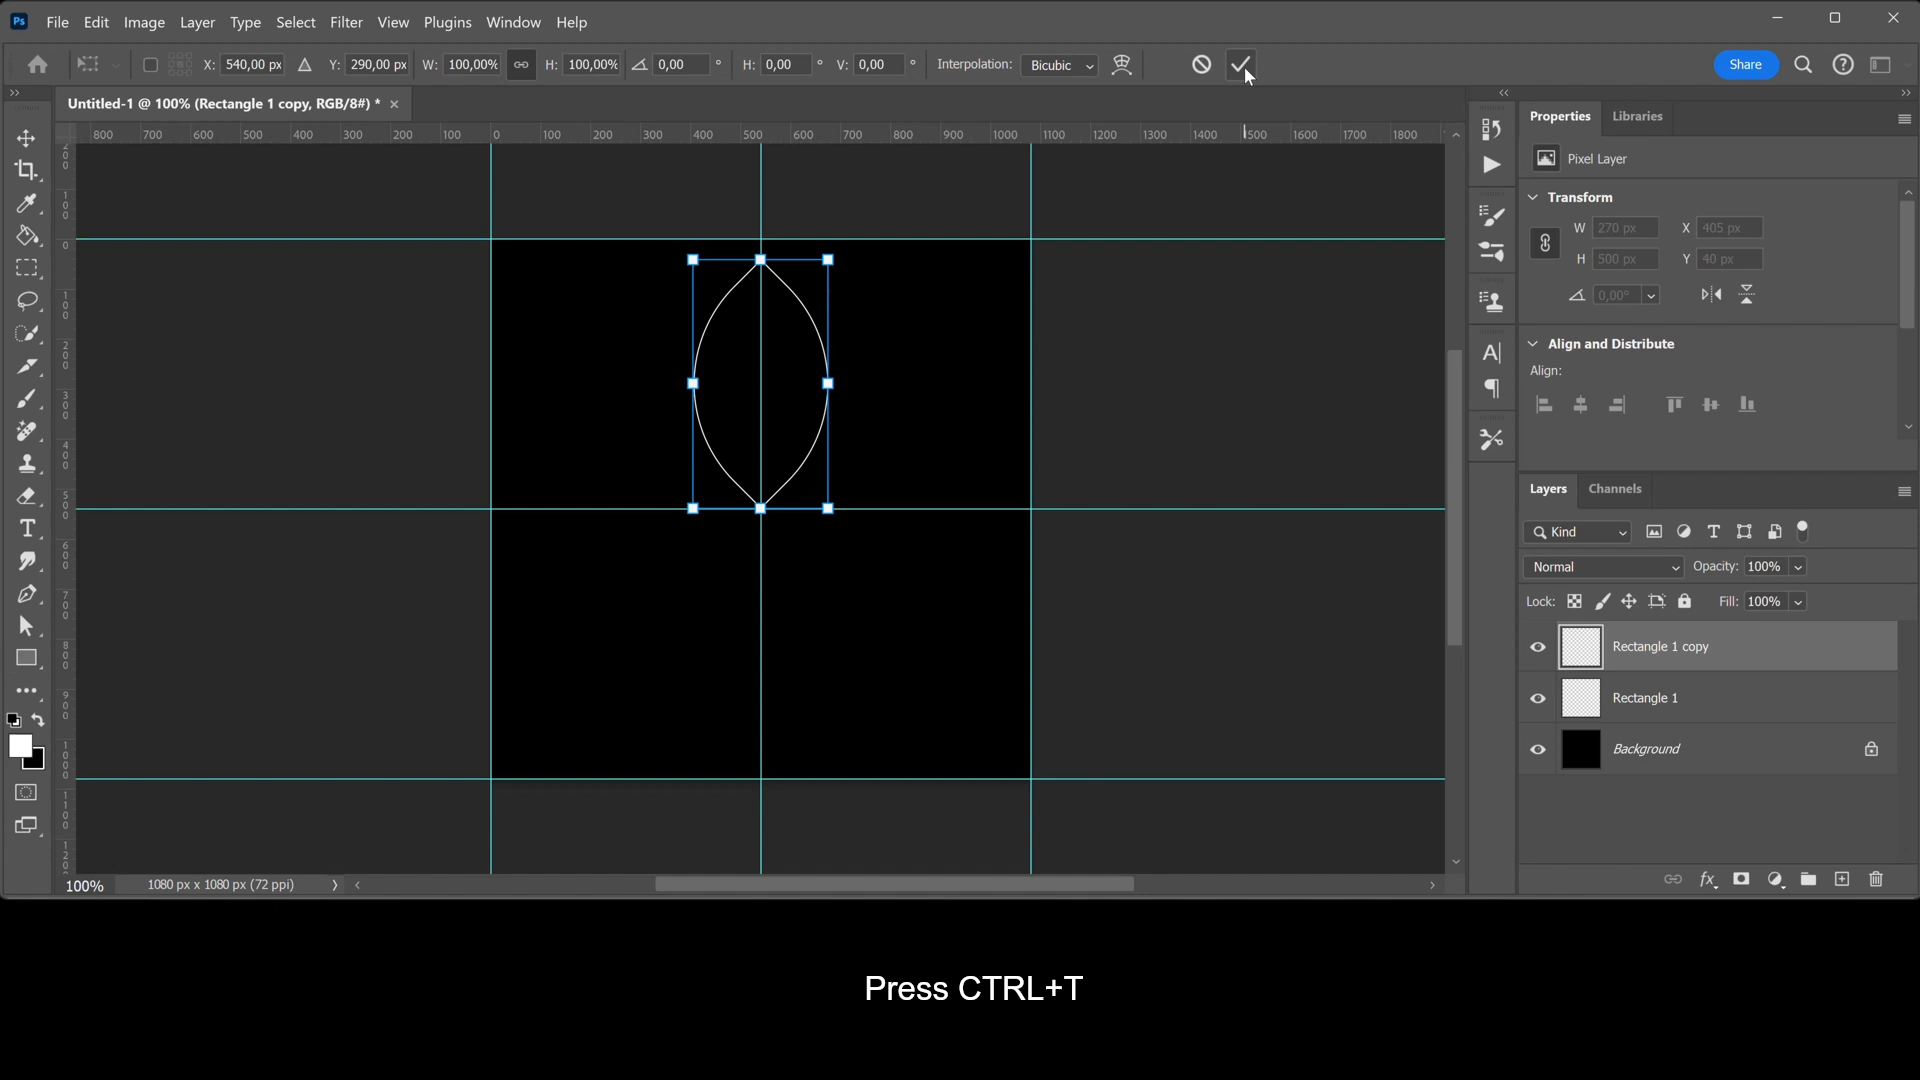 Ps File Edit Image Layer Type Select Filter View Plugins Window Help
X: 540,00 px Y: 290,00 px W: 100,00% H: 100,00% 0,00 ° H: 0,00 ° V: 0,00 ° Interpolation: Bicubic Share
Untitled-1 @ 100% (Rectangle 1 copy, RGB/8#) * ×
800 700 600 500 400 300 200 100 0 100 200 300 400 500 600 700 800 900 1000 1100 1200 1300 1400 1500 1600 1700 1800
Properties Libraries
Pixel Layer
Transform
W 270 px X 405 px
H 500 px Y 40 px
0,00°
Align and Distribute
Align:
Layers Channels
Kind
Normal Opacity: 100%
Lock: Fill: 100%
Rectangle 1 copy
Rectangle 1
Background
100% 1080 px x 1080 px (72 ppi)
Press CTRL+T